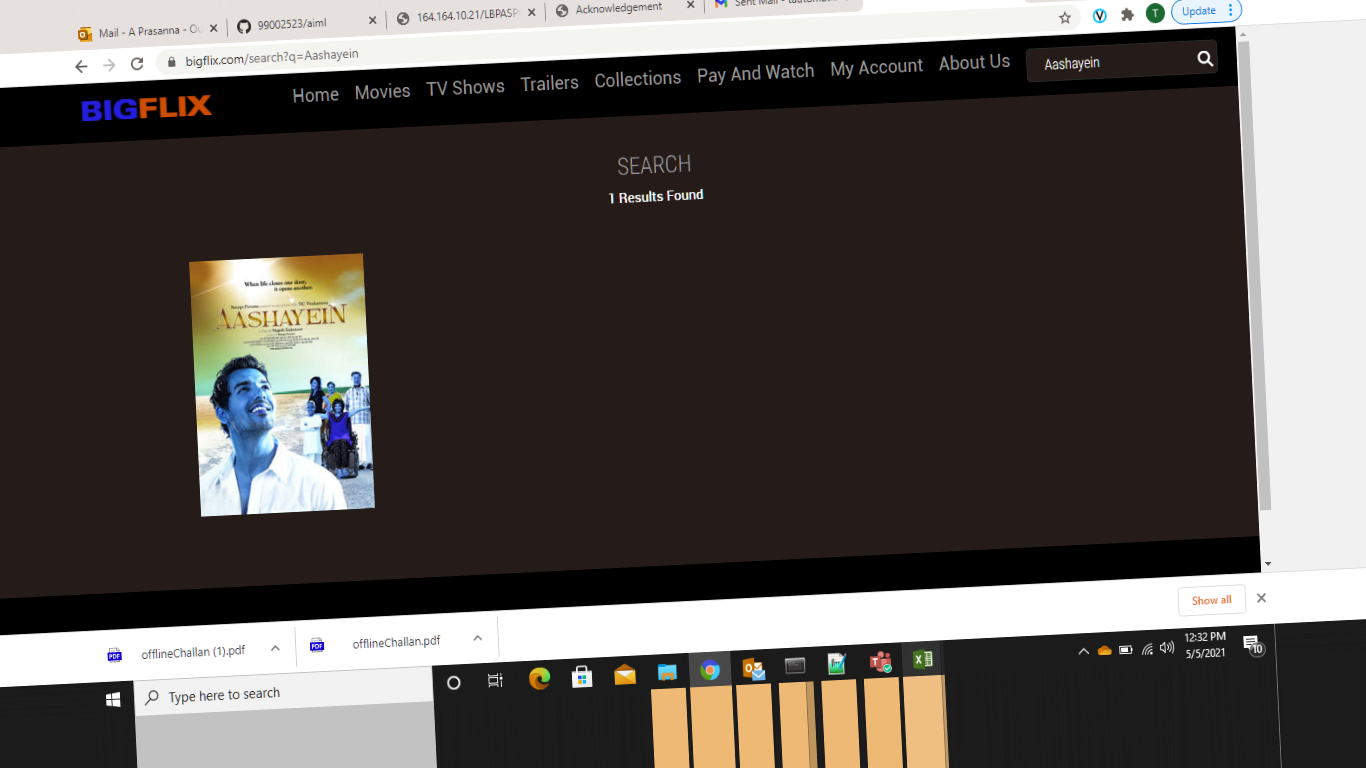 Mail - A Prasanna - Ou
99002523/aiml
164.164.10.21/LBPASP
Acknowledgement
bigflix.com/search?q=Aashayein
Update
BIGFLIX
Home Movies TV Shows Trailers Collections Pay And Watch My Account About Us
Aashayein
SEARCH
1 Results Found
When life closes one door,
it opens another.
AASHAYEIN
offlineChallan (1).pdf
offlineChallan.pdf
Show all
Type here to search
12:32 PM
5/5/2021
10